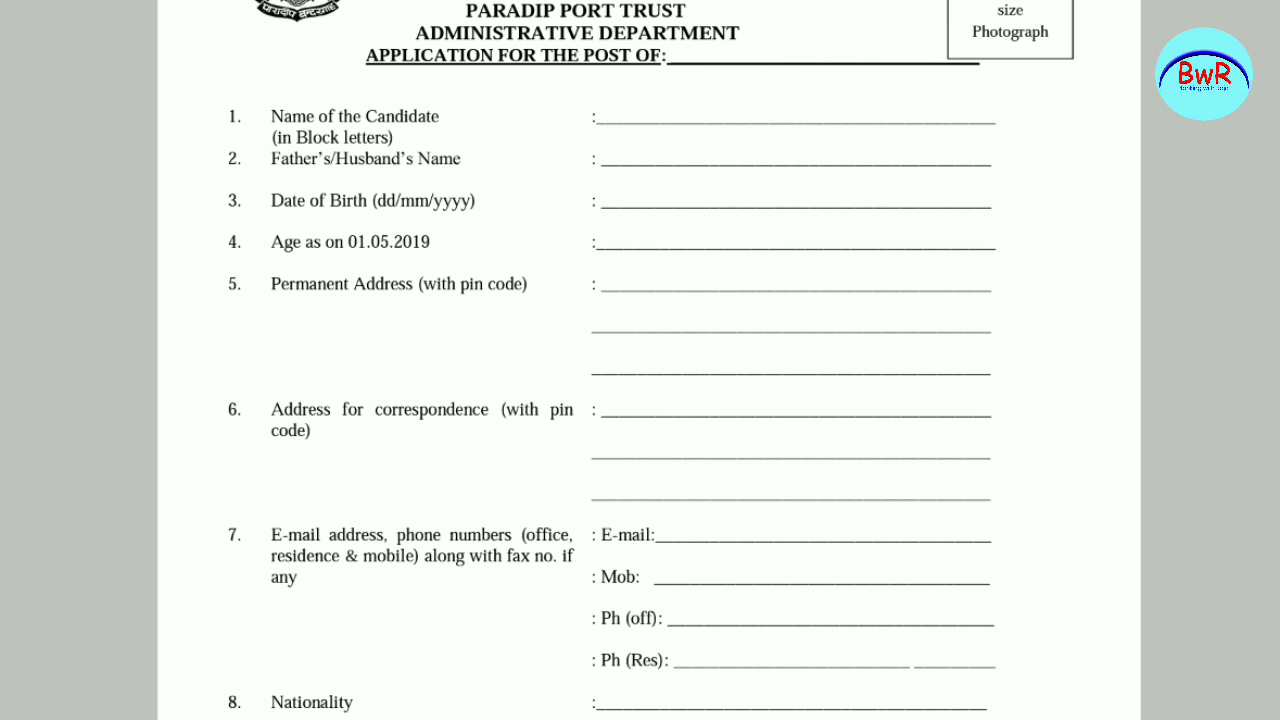 पारादीप बन्दरगाह
PARADIP PORT TRUST
ADMINISTRATIVE DEPARTMENT
APPLICATION FOR THE POST OF:
size
Photograph
BwR
1. Name of the Candidate :
(in Block letters)
2. Father's/Husband's Name :
3. Date of Birth (dd/mm/yyyy) :
4. Age as on 01.05.2019 :
5. Permanent Address (with pin code) :
6. Address for correspondence (with pin :
code)
7. E-mail address, phone numbers (office, : E-mail:
residence & mobile) along with fax no. if
any : Mob:
: Ph (off):
: Ph (Res):
8. Nationality :